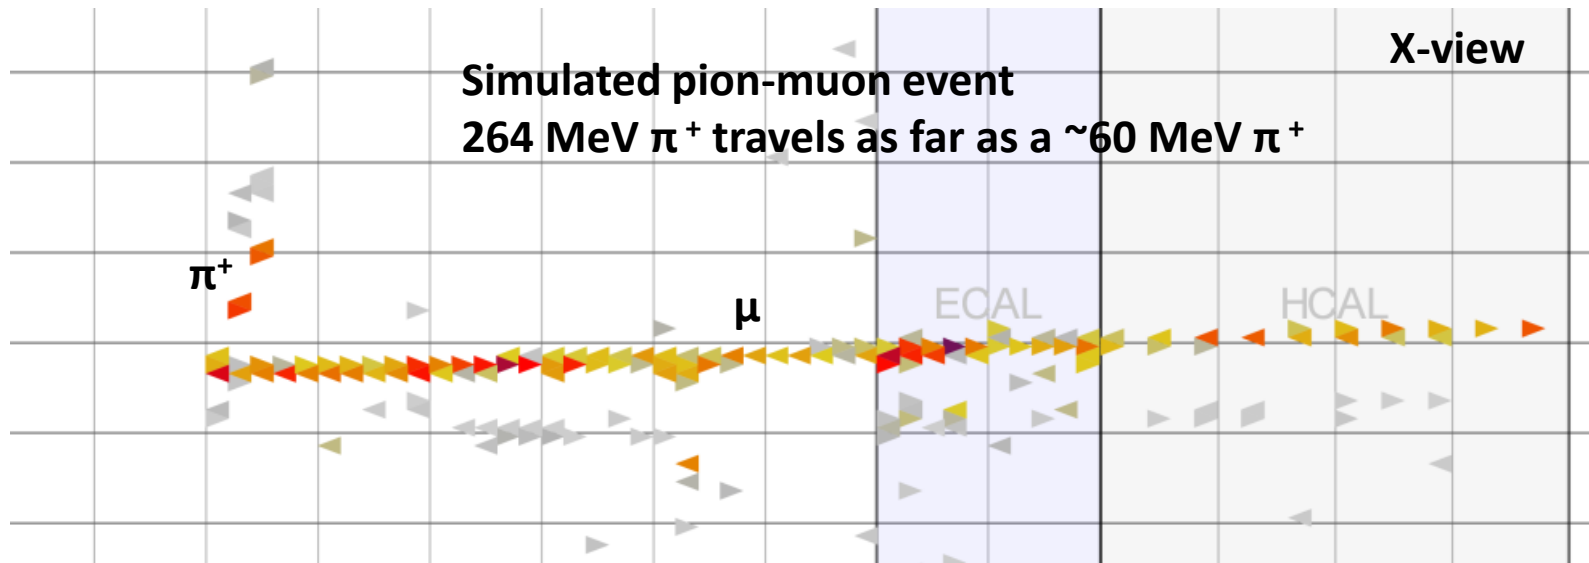 X-view
Simulated pion-muon event
264 MeV π⁺ travels as far as a ~60 MeV π⁺
π⁺
μ
ECAL
HCAL